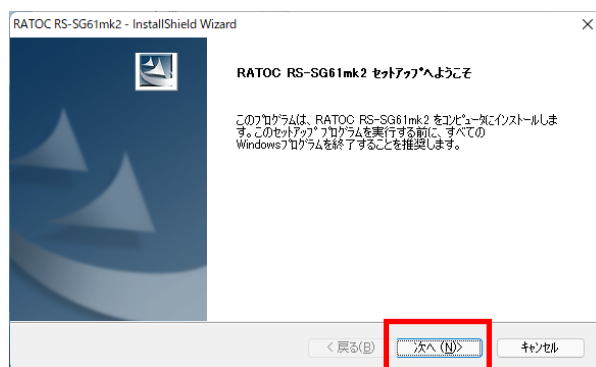 RATOC RS-SG61mk2 - InstallShield Wizard
RATOC RS-SG61mk2 ｾｯﾄｱｯﾌﾟへようこそ
このﾌﾟﾛｸﾞﾗﾑは、RATOC RS-SG61mk2 をｺﾝﾋﾟｭｰﾀにインストールしま
す。このｾｯﾄｱｯﾌﾟ ﾌﾟﾛｸﾞﾗﾑを実行する前に、すべての
Windowsﾌﾟﾛｸﾞﾗﾑを終了することを推奨します。
< 戻る(B)
次へ (N)>
ｷｬﾝｾﾙ